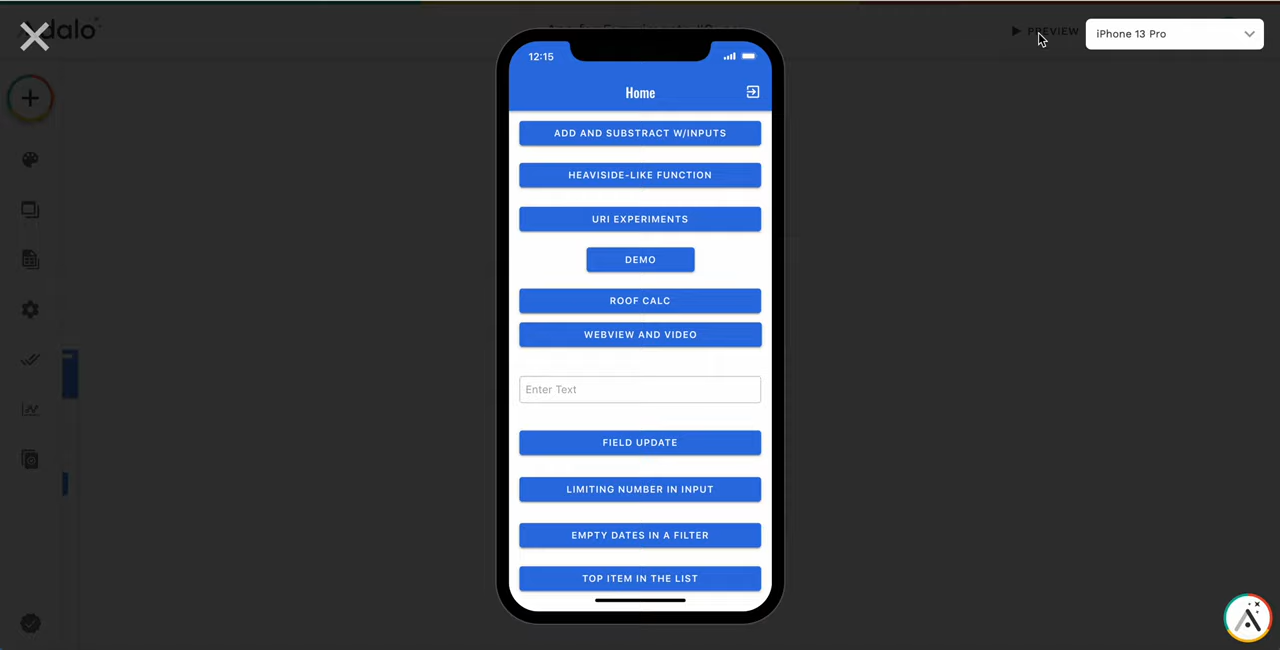 PREVIEW
iPhone 13 Pro
12:15
Home
ADD AND SUBSTRACT W/INPUTS
HEAVISIDE-LIKE FUNCTION
URI EXPERIMENTS
DEMO
ROOF CALC
WEBVIEW AND VIDEO
Enter Text
FIELD UPDATE
LIMITING NUMBER IN INPUT
EMPTY DATES IN A FILTER
TOP ITEM IN THE LIST